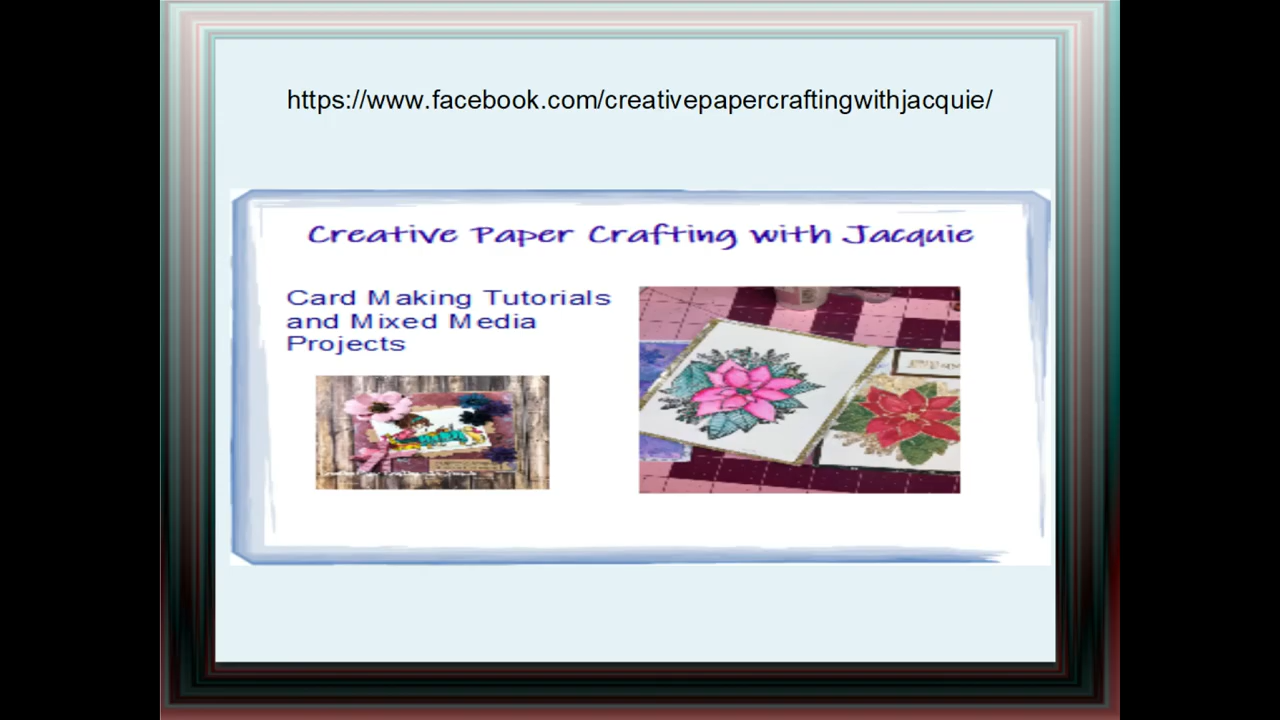 https://www.facebook.com/creativepapercraftingwithjacquie/
Creative Paper Crafting with Jacquie
Card Making Tutorials
and Mixed Media
Projects